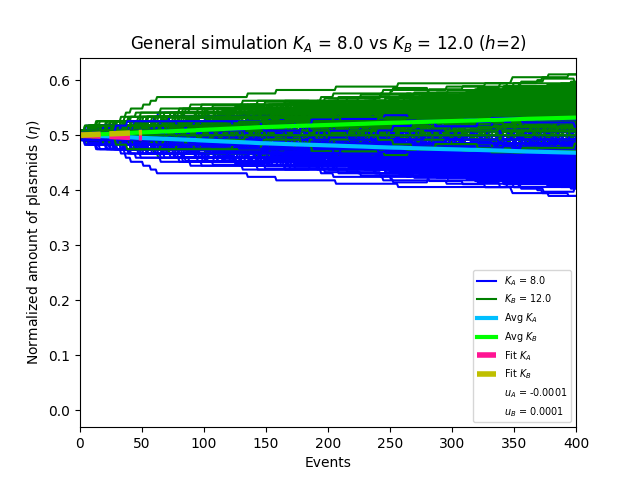 General simulation K_A = 8.0 vs K_B = 12.0 (h=2)
Normalized amount of plasmids (η)
0.6
0.5
0.4
0.3
0.2
0.1
0.0
K_A = 8.0
K_B = 12.0
Avg K_A
Avg K_B
Fit K_A
Fit K_B
u_A = -0.0001
u_B = 0.0001
0 50 100 150 200 250 300 350 400
Events